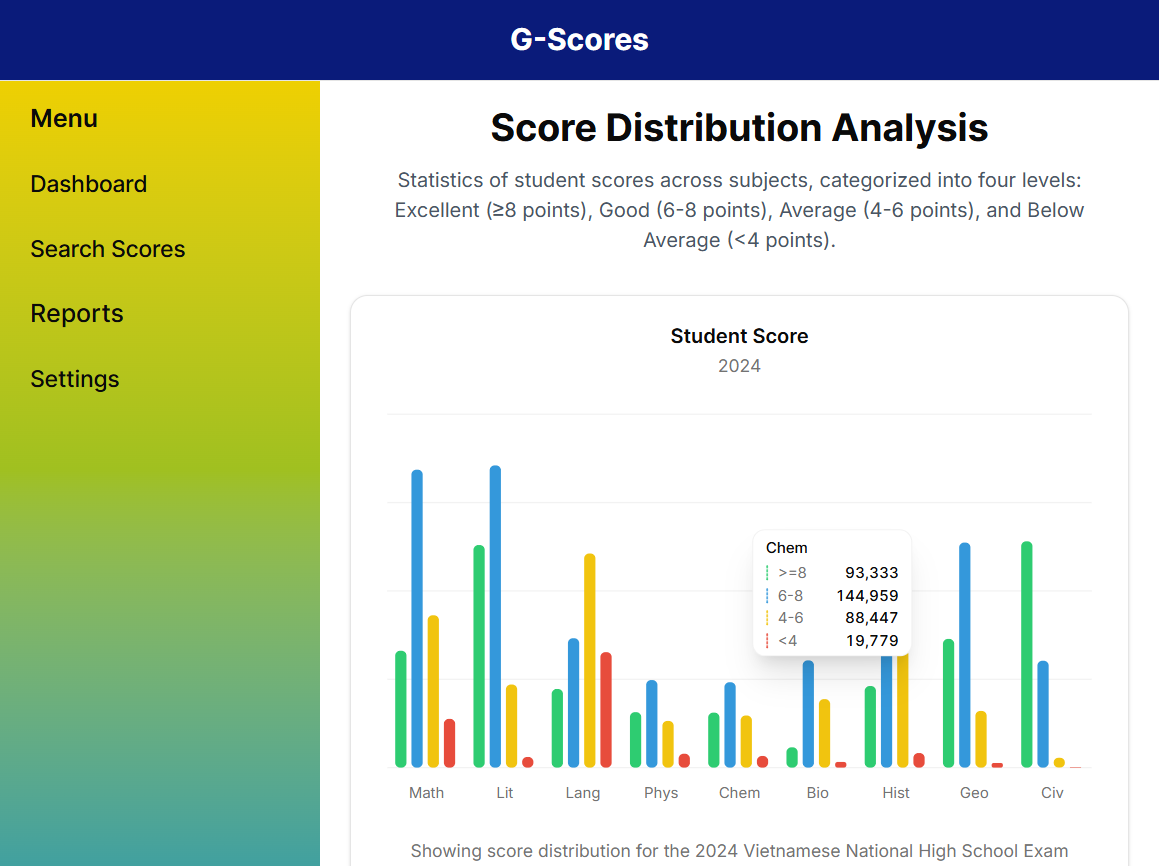 G-Scores
Menu
Dashboard
Search Scores
Reports
Settings
Score Distribution Analysis
Statistics of student scores across subjects, categorized into four levels:
Excellent (≥8 points), Good (6-8 points), Average (4-6 points), and Below
Average (<4 points).
Student Score
2024
Chem
>=8 93,333
6-8 144,959
4-6 88,447
<4 19,779
Math Lit Lang Phys Chem Bio Hist Geo Civ
Showing score distribution for the 2024 Vietnamese National High School Exam